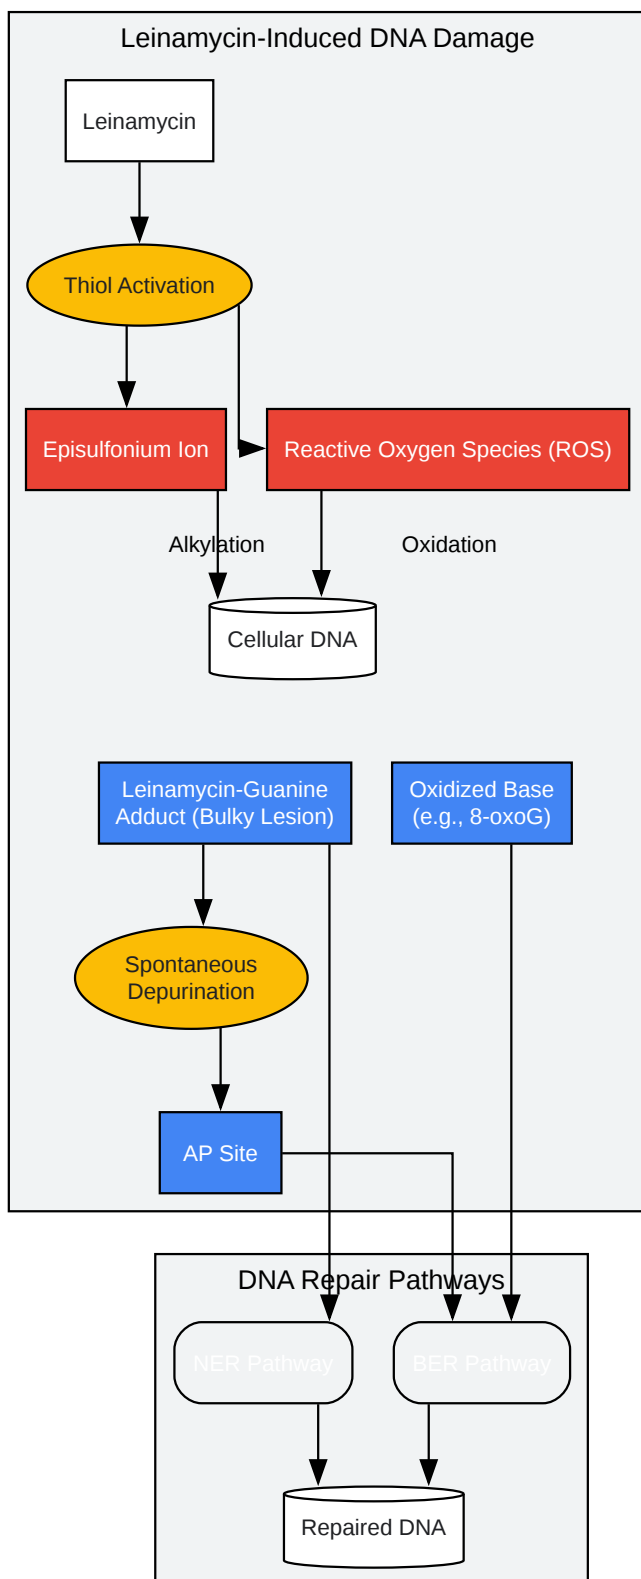 Leinamycin-Induced DNA Damage
Leinamycin
Thiol Activation
Episulfonium Ion
Reactive Oxygen Species (ROS)
Alkylation
Oxidation
Cellular DNA
Leinamycin-Guanine
Adduct (Bulky Lesion)
Oxidized Base
(e.g., 8-oxoG)
Spontaneous
Depurination
AP Site
DNA Repair Pathways
NER Pathway
BER Pathway
Repaired DNA